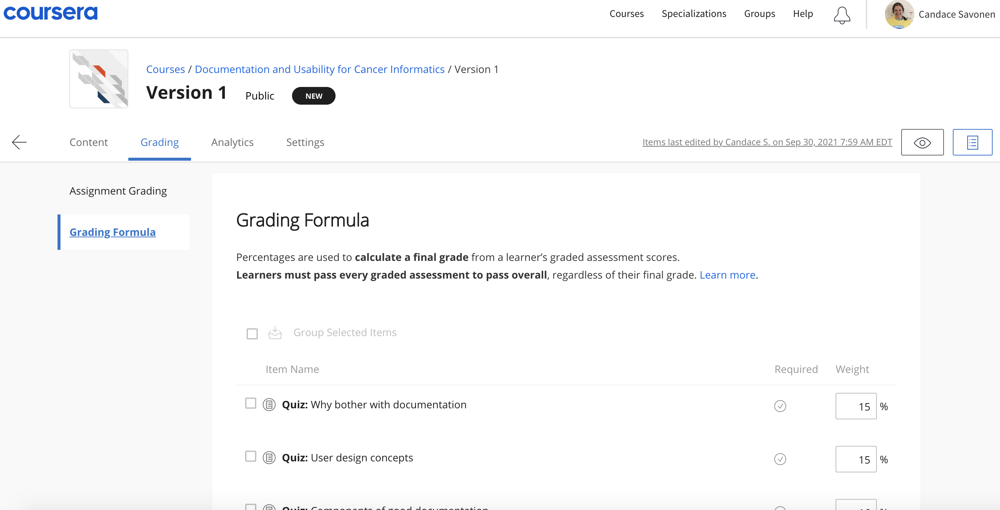 coursera
Courses Specializations Groups Help Candace Savonen
Courses / Documentation and Usability for Cancer Informatics / Version 1
Version 1 Public NEW
Content Grading Analytics Settings Items last edited by Candace S. on Sep 30, 2021 7:59 AM EDT
Assignment Grading
Grading Formula
Grading Formula
Percentages are used to calculate a final grade from a learner’s graded assessment scores.
Learners must pass every graded assessment to pass overall, regardless of their final grade. Learn more.
Group Selected Items
Item Name Required Weight
Quiz: Why bother with documentation 15 %
Quiz: User design concepts 15 %
Quiz: Components of good documentation